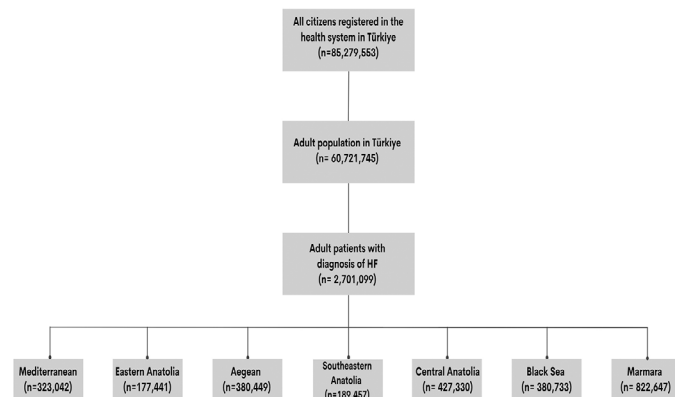 All citizens registered in the
health system in Türkiye
(n=85,279,553)
Adult population in Türkiye
(n= 60,721,745)
Adult patients with
diagnosis of HF
(n= 2,701,099)
Mediterranean
(n=323,042)
Eastern Anatolia
(n=177,441)
Aegean
(n=380,449)
Southeastern
Anatolia
(n=189,457)
Central Anatolia
(n= 427,330)
Black Sea
(n= 380,733)
Marmara
(n= 822,647)